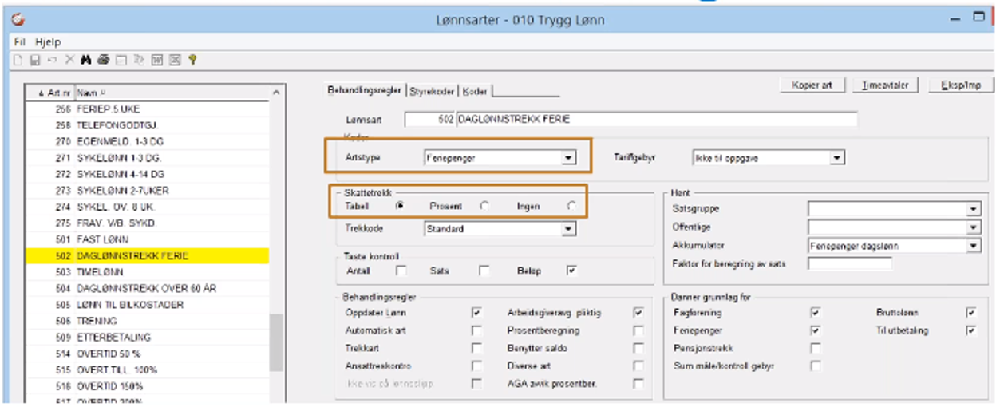 Lønnsarter - 010 Trygg Lønn
Fil Hjelp
Kopier art Timeavtaler Eksp/Imp
Art nr Navn
Behandlingsregler Styrekoder Koder
256 FERIEP.5.UKE
258 TELEFONGODTGJ.
270 EGENMELD. 1-3 DG
271 SYKELØNN 1-3 DG.
272 SYKELØNN 4-14 DG
273 SYKELØNN 2-7UKER
274 SYKEL. OV. 8 UK.
275 FRAV. V/B. SYKD.
501 FAST LØNN
502 DAGLØNNSTREKK FERIE
503 TIMELØNN
504 DAGLØNNSTREKK OVER 60 ÅR
505 LØNN TIL BILKOSTADER
506 TRENING
509 ETTERBETALING
514 OVERTID 50 %
515 OVERT.TILL. 100%
516 OVERTID 150%
517 OVERTID 200%
Lønnsart 502 DAGLØNNSTREKK FERIE
Koder
Artstype Feriepenger Tariffgebyr Ikke til oppgave
Skattetrekk
Tabell Prosent Ingen
Trekkode Standard
Hent
Satsgruppe
Offentlige
Akkumulator Feriepenger dagslønn
Faktor for beregning av sats
Taste kontroll
Antall Sats Beløp
Behandlingsregler
Oppdater Lønn Arbeidsgiveravg. pliktig
Automatisk art Prosentberegning
Trekkart Benytter saldo
Ansattreskontro Diverse art
Ikke vis på lønnsslipp AGA avvik prosentber.
Danner grunnlag for
Fagforening Bruttolønn
Feriepenger Til utbetaling
Pensjonstrekk
Sum måle/kontroll gebyr